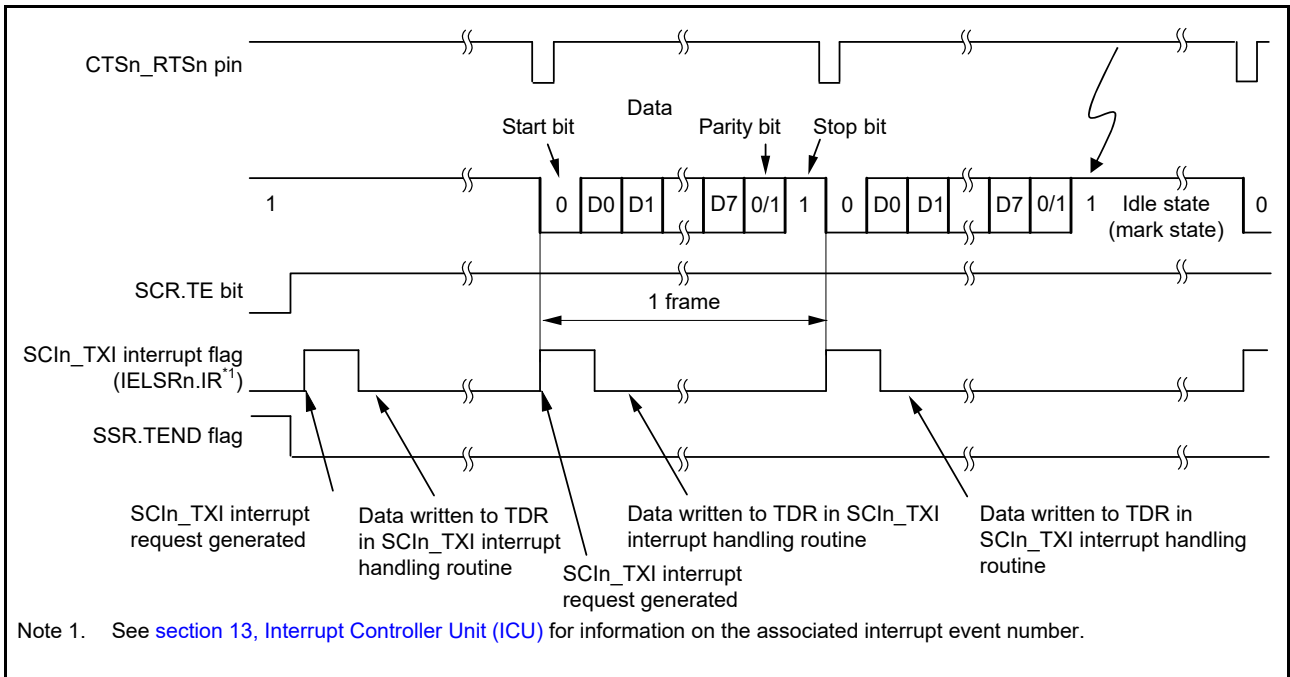 CTSn_RTSn pin
Data
Start bit
Parity bit
Stop bit
1
0 D0 D1 D7 0/1 1 0 D0 D1 D7 0/1 1 Idle state (mark state) 0
SCR.TE bit
1 frame
SCIn_TXI interrupt flag
(IELSRn.IR*1)
SSR.TEND flag
SCIn_TXI interrupt
request generated
Data written to TDR
in SCIn_TXI interrupt
handling routine
SCIn_TXI interrupt
request generated
Data written to TDR in SCIn_TXI
interrupt handling routine
Data written to TDR in
SCIn_TXI interrupt handling
routine
Note 1. See section 13, Interrupt Controller Unit (ICU) for information on the associated interrupt event number.